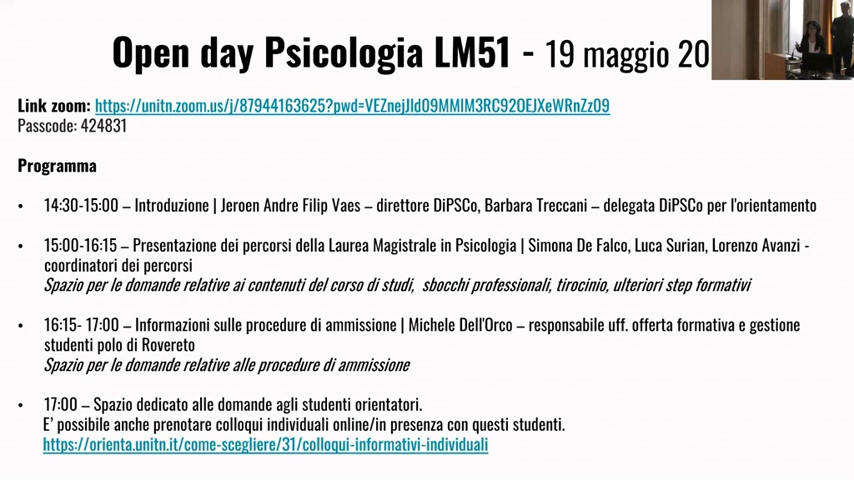 Open day Psicologia LM51 - 19 maggio 20
Link zoom: https://unitn.zoom.us/j/87944163625?pwd=VEZnejJldO9MMlM3RC92OEJXeWRnZz09
Passcode: 424831
Programma
• 14:30-15:00 – Introduzione | Jeroen Andre Filip Vaes – direttore DiPSCo, Barbara Treccani – delegata DiPSCo per l'orientamento
• 15:00-16:15 – Presentazione dei percorsi della Laurea Magistrale in Psicologia | Simona De Falco, Luca Surian, Lorenzo Avanzi -
coordinatori dei percorsi
Spazio per le domande relative ai contenuti del corso di studi, sbocchi professionali, tirocinio, ulteriori step formativi
• 16:15- 17:00 – Informazioni sulle procedure di ammissione | Michele Dell'Orco – responsabile uff. offerta formativa e gestione
studenti polo di Rovereto
Spazio per le domande relative alle procedure di ammissione
• 17:00 – Spazio dedicato alle domande agli studenti orientatori.
E' possibile anche prenotare colloqui individuali online/in presenza con questi studenti.
https://orienta.unitn.it/come-scegliere/31/colloqui-informativi-individuali